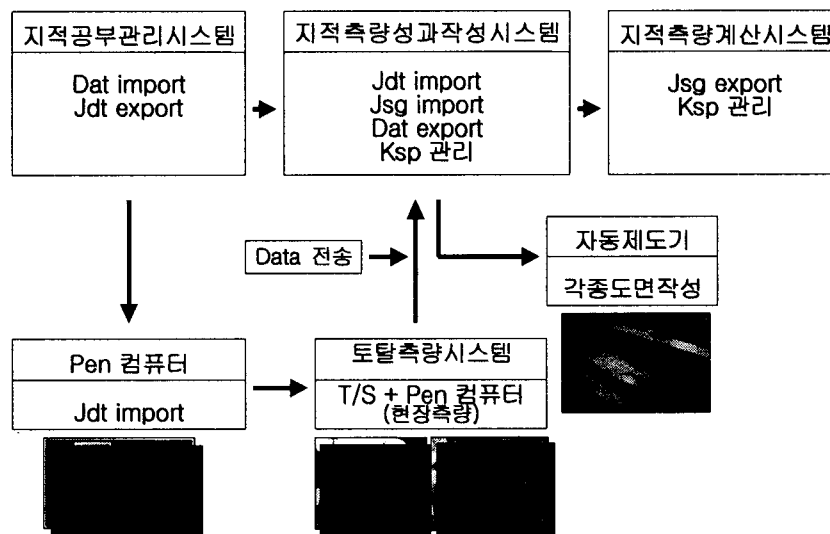 지적공부관리시스템
Dat import
Jdt export
지적측량성과작성시스템
Jdt import
Jsg import
Dat export
Ksp 관리
지적측량계산시스템
Jsg export
Ksp 관리
Data 전송
자동제도기
각종도면작성
Pen 컴퓨터
Jdt import
토탈측량시스템
T/S + Pen 컴퓨터
(현장측량)